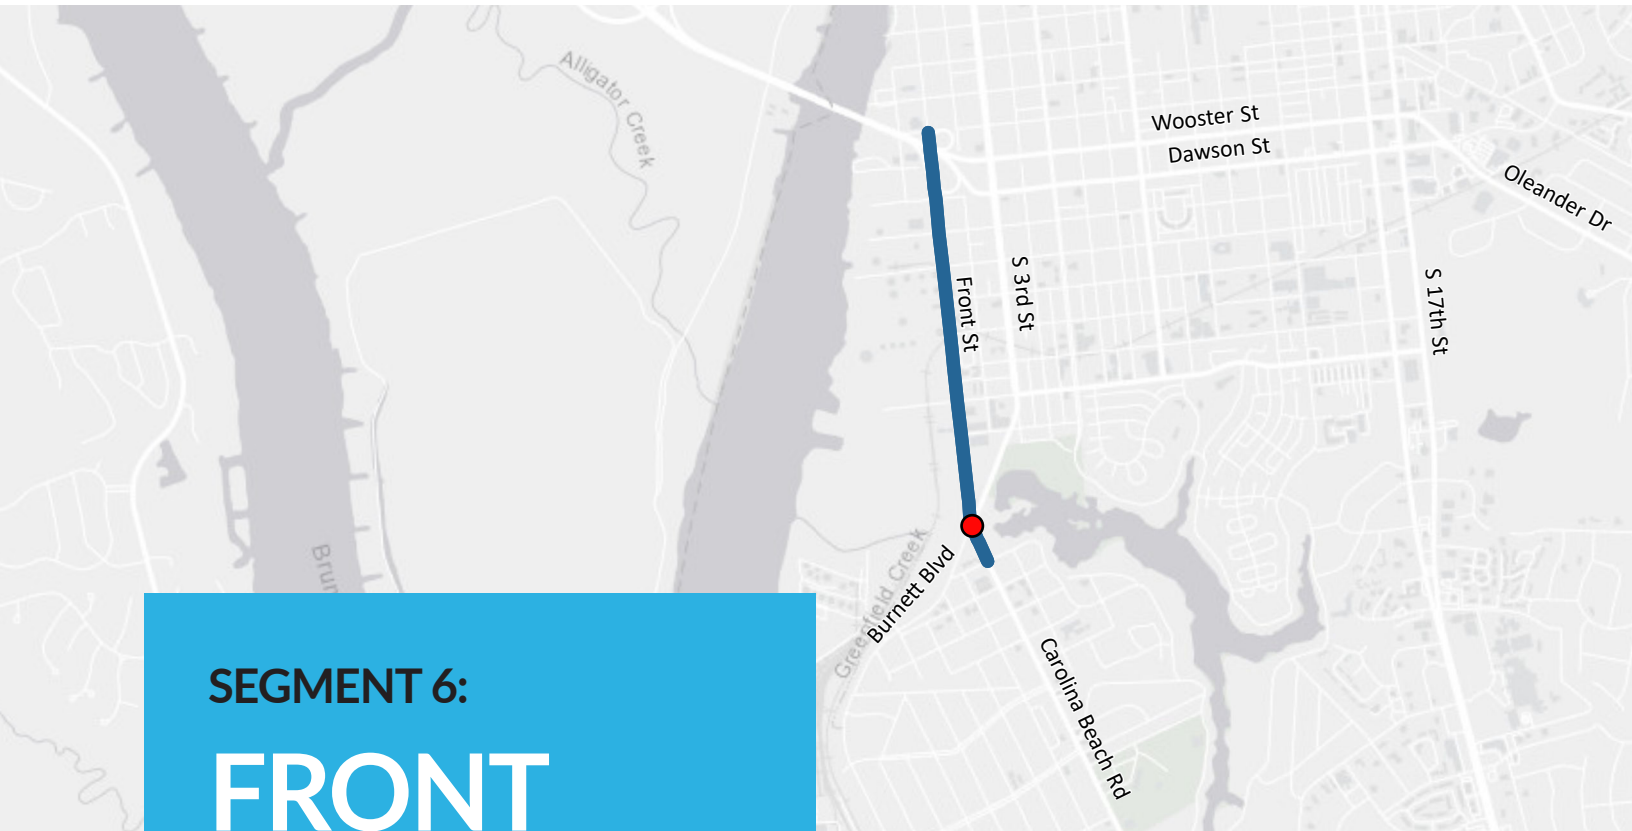 Alligator Creek
Wooster St
Dawson St
Oleander Dr
S 3rd St
Front St
S 17th St
Brun
Greenfield Creek
Burnett Blvd
Carolina Beach Rd
SEGMENT 6:
FRONT